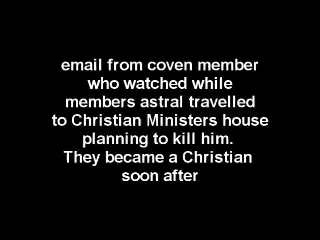 email from coven member
who watched while
members astral travelled
to Christian Ministers house
planning to kill him.
They became a Christian
soon after